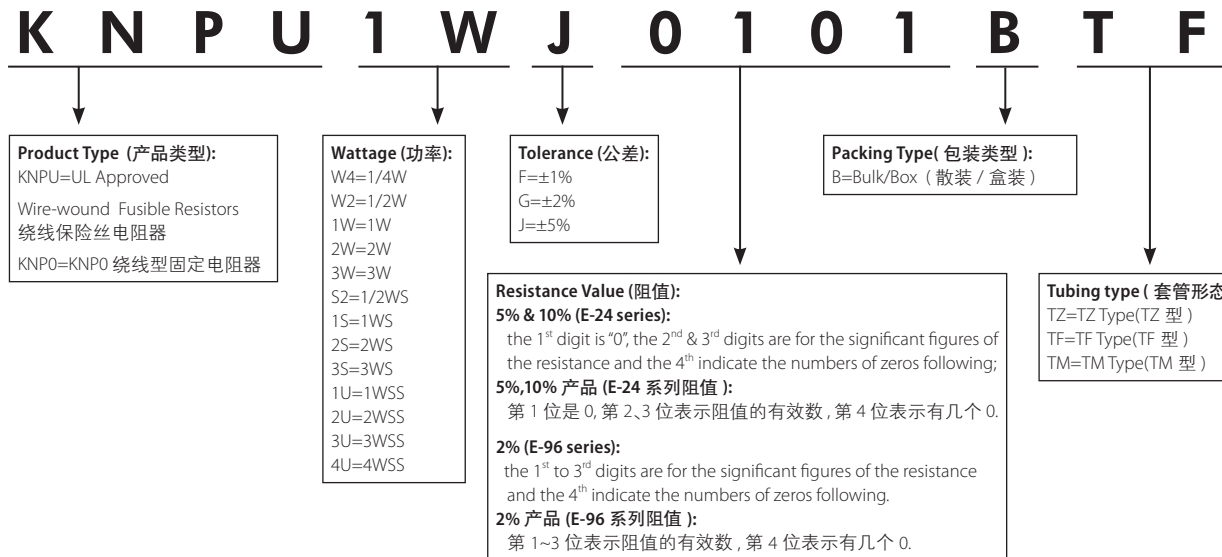 K N P U 1 W J 0 1 0 1 B T F
Product Type (产品类型):
KNPU=UL Approved
Wire-wound Fusible Resistors
绕线保险丝电阻器
KNP0=KNP0 绕线型固定电阻器
Wattage (功率):
W4=1/4W
W2=1/2W
1W=1W
2W=2W
3W=3W
S2=1/2WS
1S=1WS
2S=2WS
3S=3WS
1U=1WSS
2U=2WSS
3U=3WSS
4U=4WSS
Tolerance (公差):
F=±1%
G=±2%
J=±5%
Resistance Value (阻值):
5% & 10% (E-24 series):
the 1st digit is "0", the 2nd & 3rd digits are for the significant figures of
the resistance and the 4th indicate the numbers of zeros following;
5%,10% 产品 (E-24 系列阻值 ):
第 1 位是 0, 第 2、3 位表示阻值的有效数 , 第 4 位表示有几个 0.
2% (E-96 series):
the 1st to 3rd digits are for the significant figures of the resistance
and the 4th indicate the numbers of zeros following.
2% 产品 (E-96 系列阻值 ):
第 1~3 位表示阻值的有效数 , 第 4 位表示有几个 0.
Packing Type( 包装类型 ):
B=Bulk/Box ( 散装 / 盒装 )
Tubing type ( 套管形态
TZ=TZ Type(TZ 型 )
TF=TF Type(TF 型 )
TM=TM Type(TM 型 )